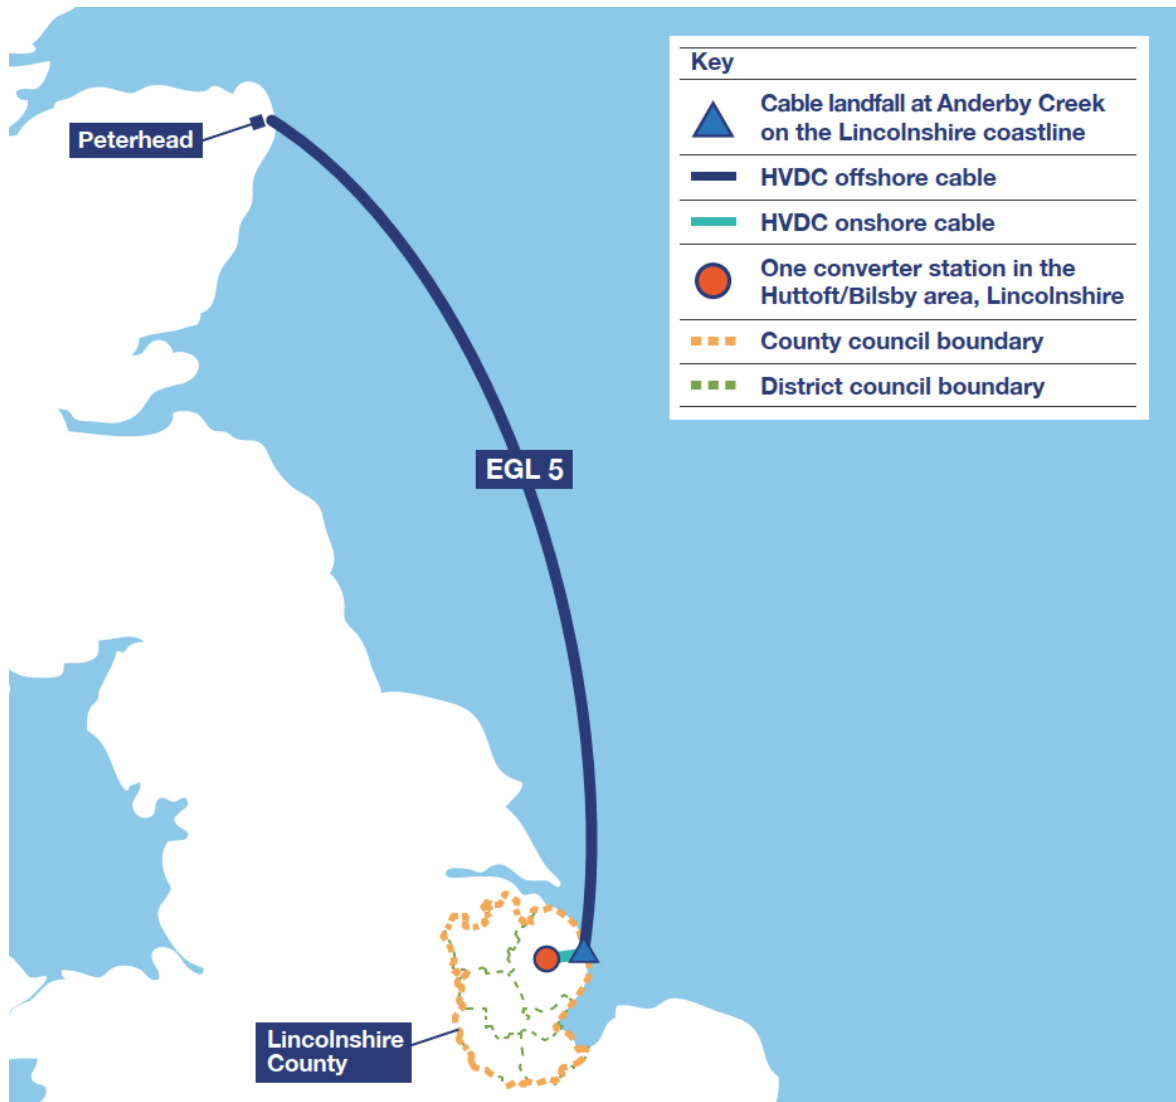 Key
Cable landfall at Anderby Creek
on the Lincolnshire coastline
HVDC offshore cable
HVDC onshore cable
One converter station in the
Huttoft/Bilsby area, Lincolnshire
County council boundary
District council boundary
Peterhead
EGL 5
Lincolnshire
County